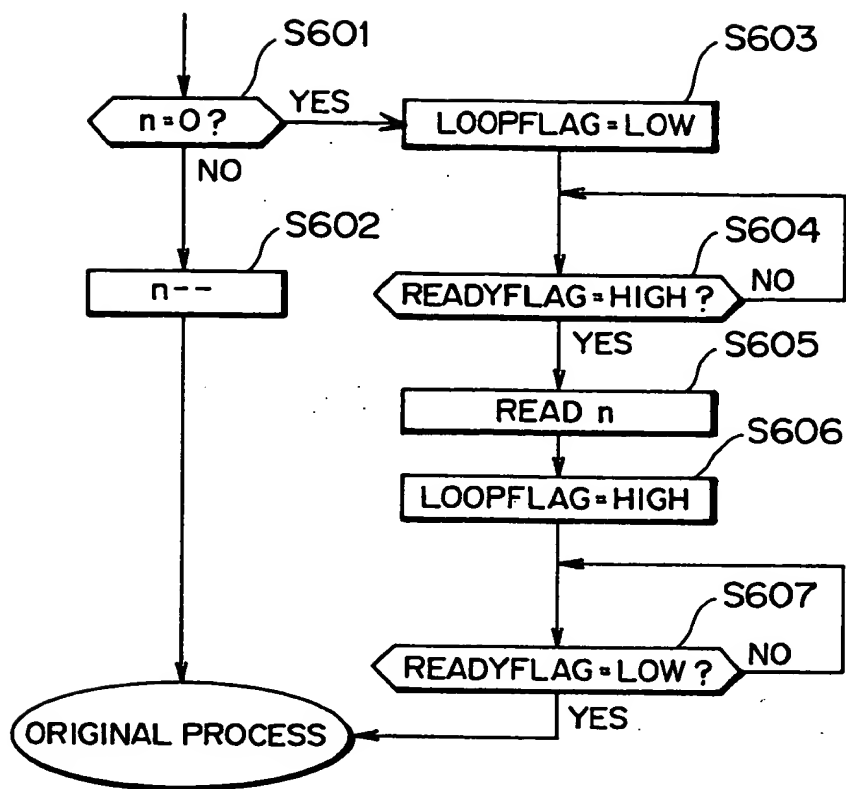 S601
n=0?
YES
NO
S602
n--
S603
LOOPFLAG=LOW
S604
READYFLAG=HIGH?
NO
YES
S605
READ n
S606
LOOPFLAG=HIGH
S607
READYFLAG=LOW?
NO
YES
ORIGINAL PROCESS